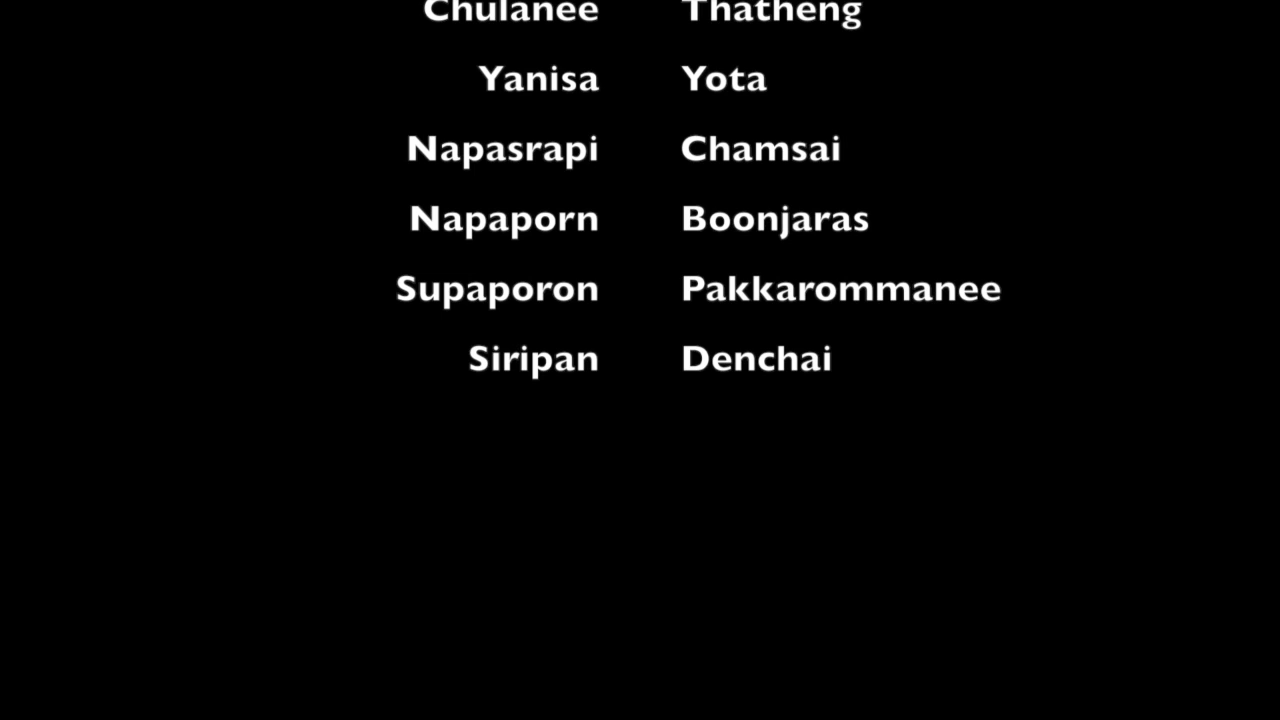 Chulanee Thatheng
Yanisa Yota
Napasrapi Chamsai
Napaporn Boonjaras
Supaporon Pakkarommanee
Siripan Denchai